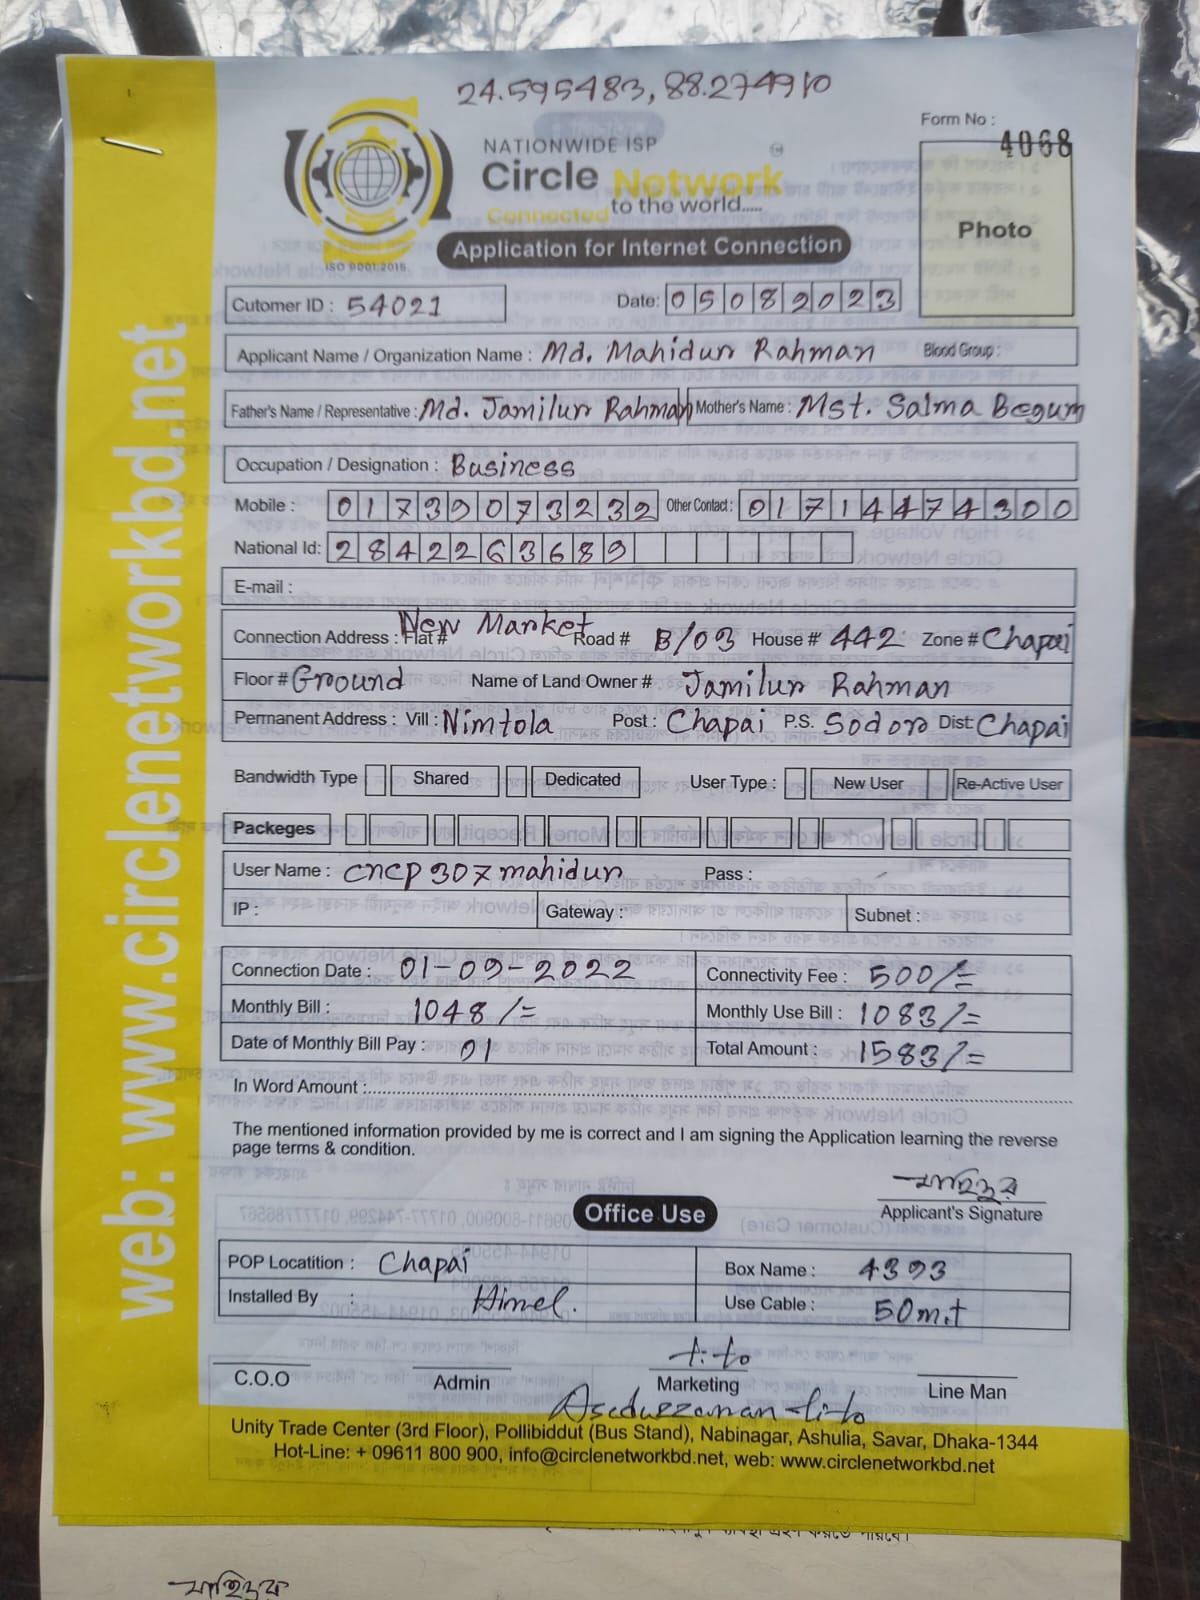 24.595483, 88.274910
Form No :
4068
NATIONWIDE ISP
Circle Network
Connected to the world.....
ISO 9001:2015
Application for Internet Connection
Photo
Cutomer ID : 54021
Date: 05082023
Applicant Name / Organization Name : Md. Mahidur Rahman Blood Group :
Father's Name / Representative : Md. Jamilur Rahman Mother's Name : Mst. Salma Begum
Occupation / Designation : Business
Mobile : 01739073232 Other Contact : 01714474300
National Id: 2842263689
E-mail :
Connection Address : Flat # New Market Road # B/03 House # 442 Zone # Chapai
Floor # Ground Name of Land Owner # Jamilur Rahman
Permanent Address : Vill : Nimtola Post : Chapai P.S. Sodor Dist: Chapai
Bandwidth Type Shared Dedicated User Type : New User Re-Active User
Packeges
User Name : cncp307mahidur Pass :
IP : Gateway : Subnet :
Connection Date : 01-09-2022 Connectivity Fee : 500/=
Monthly Bill : 1048/= Monthly Use Bill : 1083/=
Date of Monthly Bill Pay : 01 Total Amount : 1583/=
In Word Amount :
The mentioned information provided by me is correct and I am signing the Application learning the reverse
page terms & condition.
মাহিদুর
Applicant's Signature
Office Use
POP Locatition : Chapai Box Name : 4393
Installed By : Himel. Use Cable : 50m.t
tito
C.O.O Admin Marketing Line Man
Asaduzzaman tito
Unity Trade Center (3rd Floor), Pollibiddut (Bus Stand), Nabinagar, Ashulia, Savar, Dhaka-1344
Hot-Line: + 09611 800 900, info@circlenetworkbd.net, web: www.circlenetworkbd.net
web: www.circlenetworkbd.net
মাহিদুর